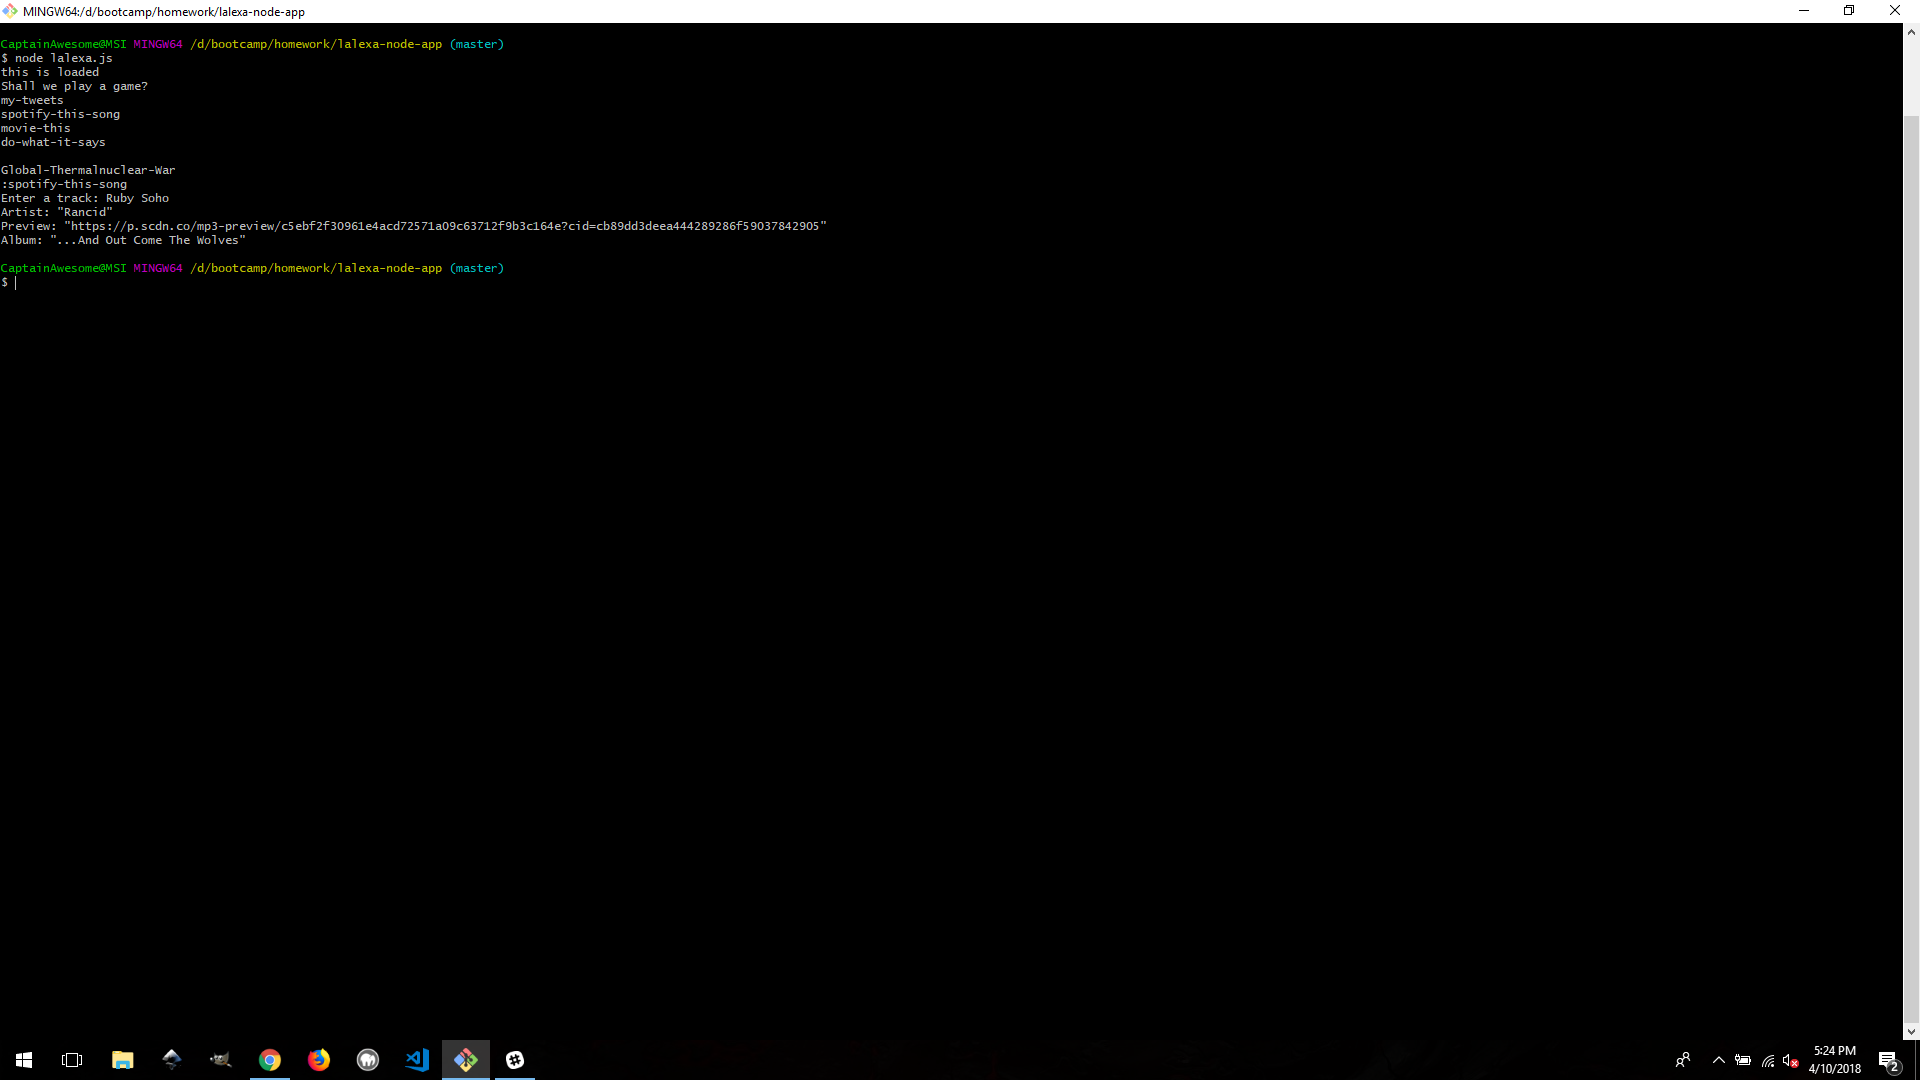 MINGW64:/d/bootcamp/homework/lalexa-node-app
CaptainAwesome@MSI MINGW64 /d/bootcamp/homework/lalexa-node-app (master)
$ node lalexa.js
this is loaded
Shall we play a game?
my-tweets
spotify-this-song
movie-this
do-what-it-says
Global-Thermalnuclear-War
:spotify-this-song
Enter a track: Ruby Soho
Artist: "Rancid"
Preview: "https://p.scdn.co/mp3-preview/c5ebf2f30961e4acd72571a09c63712f9b3c164e?cid=cb89dd3deea444289286f59037842905"
Album: "...And Out Come The Wolves"
CaptainAwesome@MSI MINGW64 /d/bootcamp/homework/lalexa-node-app (master)
$
5:24 PM
4/10/2018
2